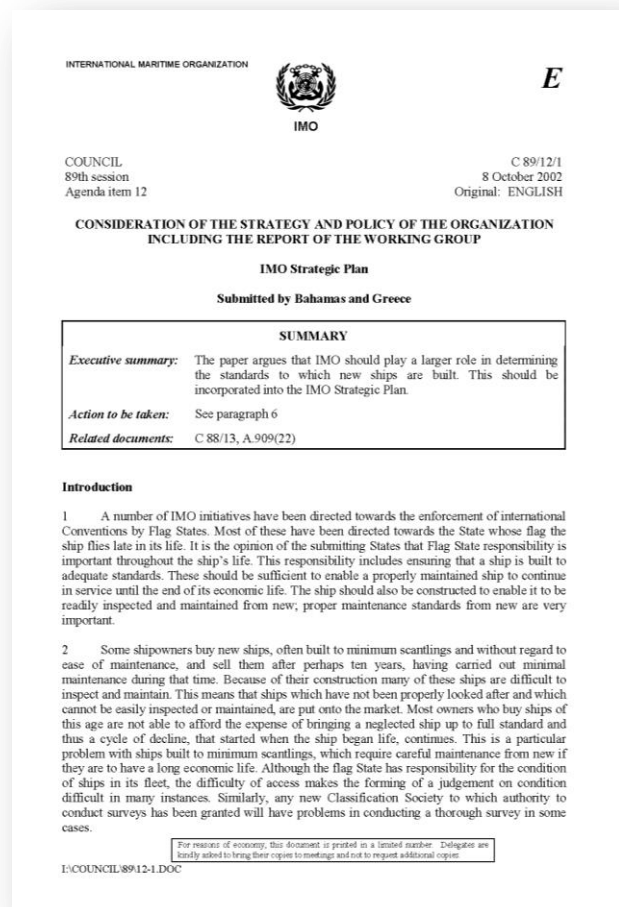 INTERNATIONAL MARITIME ORGANIZATION
E
IMO
COUNCIL
89th session
Agenda item 12
C 89/12/1
8 October 2002
Original: ENGLISH
CONSIDERATION OF THE STRATEGY AND POLICY OF THE ORGANIZATION
INCLUDING THE REPORT OF THE WORKING GROUP
IMO Strategic Plan
Submitted by Bahamas and Greece
SUMMARY
Executive summary: The paper argues that IMO should play a larger role in determining
the standards to which new ships are built. This should be
incorporated into the IMO Strategic Plan.
Action to be taken: See paragraph 6
Related documents: C 88/13, A.909(22)
Introduction
1 A number of IMO initiatives have been directed towards the enforcement of international
Conventions by Flag States. Most of these have been directed towards the State whose flag the
ship flies late in its life. It is the opinion of the submitting States that Flag State responsibility is
important throughout the ship's life. This responsibility includes ensuring that a ship is built to
adequate standards. These should be sufficient to enable a properly maintained ship to continue
in service until the end of its economic life. The ship should also be constructed to enable it to be
readily inspected and maintained from new; proper maintenance standards from new are very
important.
2 Some shipowners buy new ships, often built to minimum scantlings and without regard to
ease of maintenance, and sell them after perhaps ten years, having carried out minimal
maintenance during that time. Because of their construction many of these ships are difficult to
inspect and maintain. This means that ships which have not been properly looked after and which
cannot be easily inspected or maintained, are put onto the market. Most owners who buy ships of
this age are not able to afford the expense of bringing a neglected ship up to full standard and
thus a cycle of decline, that started when the ship began life, continues. This is a particular
problem with ships built to minimum scantlings, which require careful maintenance from new if
they are to have a long economic life. Although the flag State has responsibility for the condition
of ships in its fleet, the difficulty of access makes the forming of a judgement on condition
difficult in many instances. Similarly, any new Classification Society to which authority to
conduct surveys has been granted will have problems in conducting a thorough survey in some
cases.
For reasons of economy, this document is printed in a limited number. Delegates are
kindly asked to bring their copies to meetings and not to request additional copies.
I:\COUNCIL\89\12-1.DOC